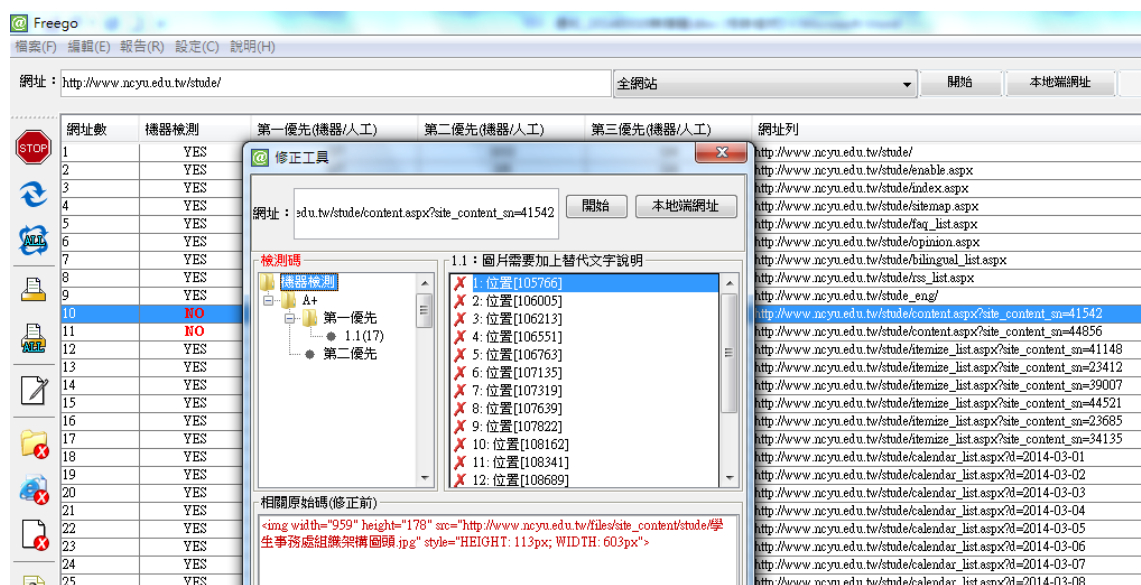 Freego
檔案(F) 編輯(E) 報告(R) 設定(C) 說明(H)
網址： http://www.ncyu.edu.tw/stude/ 全網站 開始 本地端網址
網址數 機器檢測 第一優先(機器/人工) 第二優先(機器/人工) 第三優先(機器/人工) 網址列
STOP
ALL
ALL
1 YES http://www.ncyu.edu.tw/stude/
2 YES http://www.ncyu.edu.tw/stude/enable.aspx
3 YES http://www.ncyu.edu.tw/stude/index.aspx
4 YES http://www.ncyu.edu.tw/stude/sitemap.aspx
5 YES http://www.ncyu.edu.tw/stude/faq_list.aspx
6 YES http://www.ncyu.edu.tw/stude/opinion.aspx
7 YES http://www.ncyu.edu.tw/stude/bilingual_list.aspx
8 YES http://www.ncyu.edu.tw/stude/rss_list.aspx
9 YES http://www.ncyu.edu.tw/stude_eng/
10 NO http://www.ncyu.edu.tw/stude/content.aspx?site_content_sn=41542
11 NO http://www.ncyu.edu.tw/stude/content.aspx?site_content_sn=44856
12 YES http://www.ncyu.edu.tw/stude/itemize_list.aspx?site_content_sn=41148
13 YES http://www.ncyu.edu.tw/stude/itemize_list.aspx?site_content_sn=23412
14 YES http://www.ncyu.edu.tw/stude/itemize_list.aspx?site_content_sn=39007
15 YES http://www.ncyu.edu.tw/stude/itemize_list.aspx?site_content_sn=44521
16 YES http://www.ncyu.edu.tw/stude/itemize_list.aspx?site_content_sn=23685
17 YES http://www.ncyu.edu.tw/stude/itemize_list.aspx?site_content_sn=34135
18 YES http://www.ncyu.edu.tw/stude/calendar_list.aspx?d=2014-03-01
19 YES http://www.ncyu.edu.tw/stude/calendar_list.aspx?d=2014-03-02
20 YES http://www.ncyu.edu.tw/stude/calendar_list.aspx?d=2014-03-03
21 YES http://www.ncyu.edu.tw/stude/calendar_list.aspx?d=2014-03-04
22 YES http://www.ncyu.edu.tw/stude/calendar_list.aspx?d=2014-03-05
23 YES http://www.ncyu.edu.tw/stude/calendar_list.aspx?d=2014-03-06
24 YES http://www.ncyu.edu.tw/stude/calendar_list.aspx?d=2014-03-07
25 YES http://www.ncyu.edu.tw/stude/calendar_list.aspx?d=2014-03-08
修正工具
網址： edu.tw/stude/content.aspx?site_content_sn=41542 開始 本地端網址
檢測碼
機器檢測
A+
第一優先
1.1(17)
第二優先
1.1：圖片需要加上替代文字說明
1: 位置[105766]
2: 位置[106005]
3: 位置[106213]
4: 位置[106551]
5: 位置[106763]
6: 位置[107135]
7: 位置[107319]
8: 位置[107639]
9: 位置[107822]
10: 位置[108162]
11: 位置[108341]
12: 位置[108689]
相關原始碼(修正前)
<img width="959" height="178" src="http://www.ncyu.edu.tw/files/site_content/stude/學
生事務處組織架構圖頭.jpg" style="HEIGHT: 113px; WIDTH: 603px">